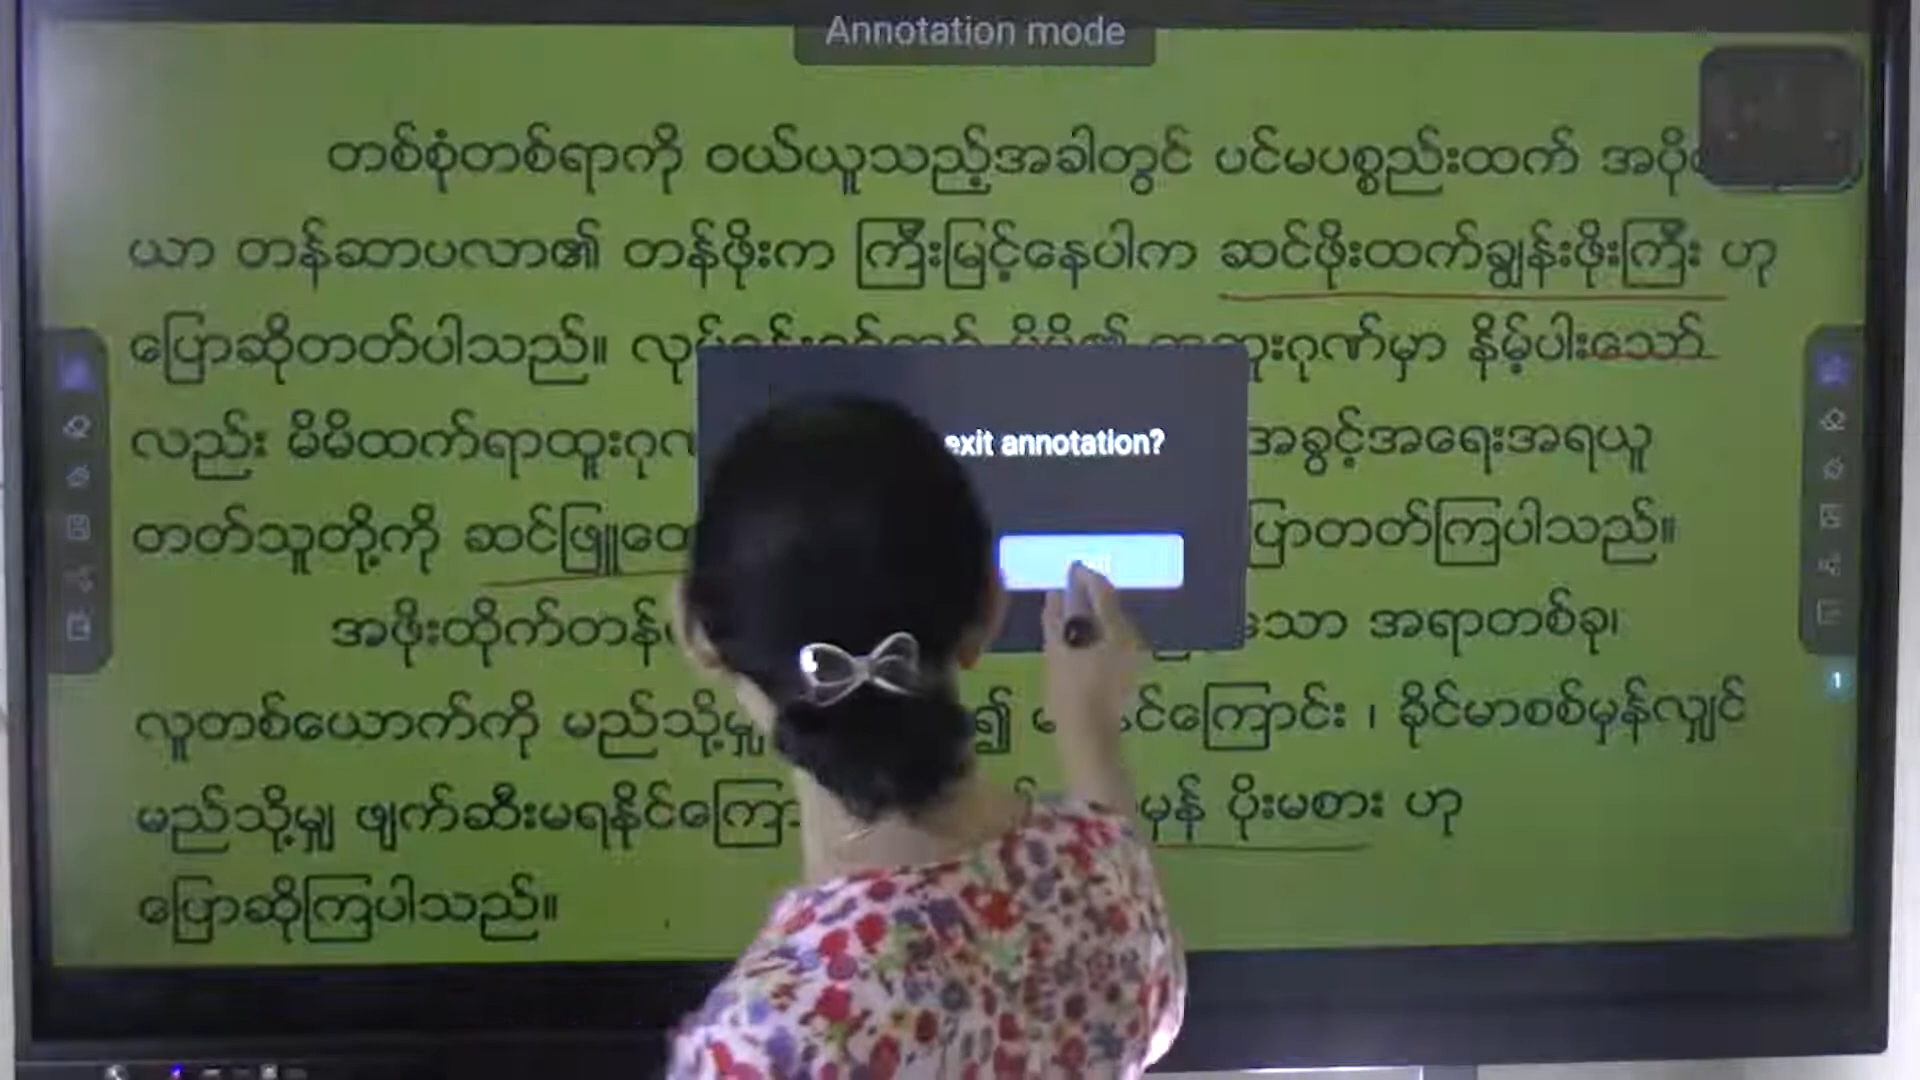 Annotation mode
တစ်စုံတစ်ရာကို ဝယ်ယူသည့်အခါတွင် ပင်မပစ္စည်းထက်
ယာ တန်ဆာပလာ၏ တန်ဖိုးက ကြီးမြင့်နေပါက ဆင်ဖိုးထက်ချွန်းဖိုးကြီး ဟု
ပြောဆိုတတ်ပါသည်။ နိမ့်ပါးသော်
လည်း မိမိထက်ရာထူး အခွင့်အရေးအရယူ
exit annotation?
တတ်သူတို့ကို ဆင်ဖြူ ပြာတတ်ကြပါသည်။
အဖိုးထိုက်တန် သော အရာတစ်ခု၊
လူတစ်ယောက်ကို မည်သို့မျှ ၍ င်ကြောင်း ၊ ခိုင်မာစစ်မှန်လျှင်
မည်သို့မျှ ဖျက်ဆီးမရနိုင်ကြော မှန် ပိုးမစား ဟု
ပြောဆိုကြပါသည်။
1